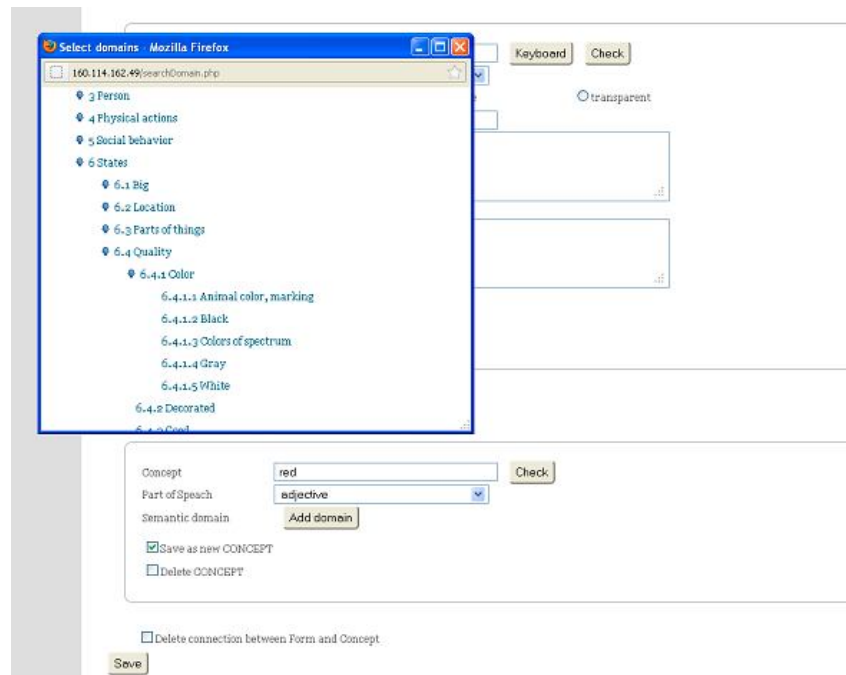 Select domains - Mozilla Firefox
160.114.162.49/searchDomain.php
3 Person
4 Physical actions
5 Social behavior
6 States
6.1 Big
6.2 Location
6.3 Parts of things
6.4 Quality
6.4.1 Color
6.4.1.1 Animal color, marking
6.4.1.2 Black
6.4.1.3 Colors of spectrum
6.4.1.4 Gray
6.4.1.5 White
6.4.2 Decorated
Keyboard Check
transparent
Concept red Check
Part of Speach adjective
Semantic domain Add domain
Save as new CONCEPT
Delete CONCEPT
Delete connection between Form and Concept
Save